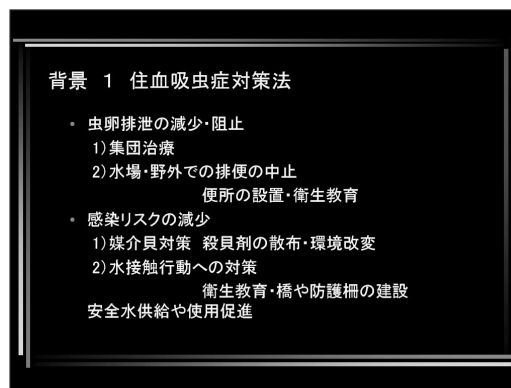 背景 1 住血吸虫症対策法
• 虫卵排泄の減少・阻止
1)集団治療
2)水場・野外での排便の中止
便所の設置・衛生教育
• 感染リスクの減少
1)媒介貝対策 殺貝剤の散布・環境改変
2)水接触行動への対策
衛生教育・橋や防護柵の建設
安全水供給や使用促進